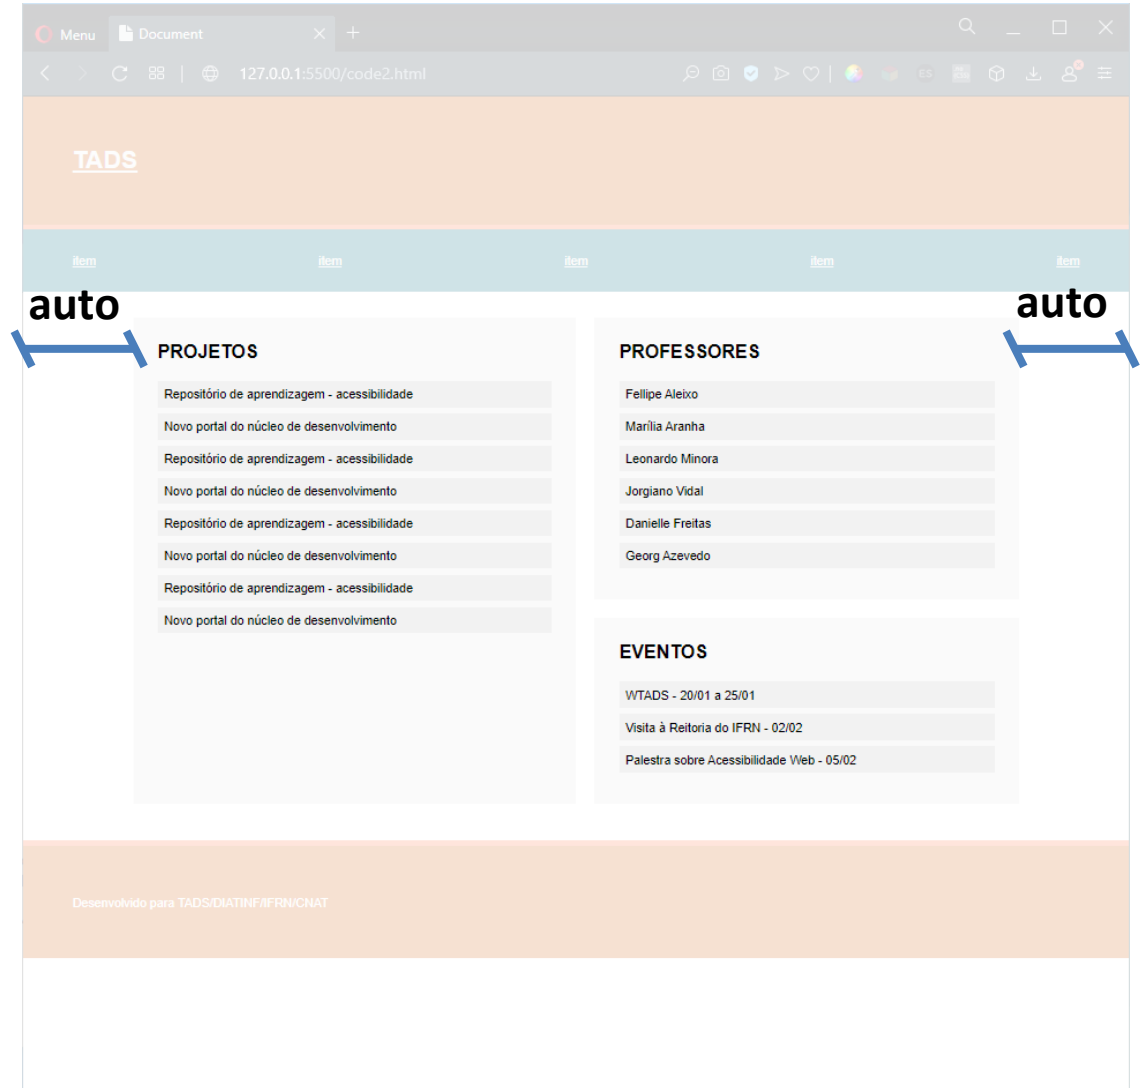 Menu
Document
127.0.0.1:5500/code2.html
ES
TADS
item item item item item
auto
auto
PROJETOS
Repositório de aprendizagem - acessibilidade
Novo portal do núcleo de desenvolvimento
Repositório de aprendizagem - acessibilidade
Novo portal do núcleo de desenvolvimento
Repositório de aprendizagem - acessibilidade
Novo portal do núcleo de desenvolvimento
Repositório de aprendizagem - acessibilidade
Novo portal do núcleo de desenvolvimento
PROFESSORES
Fellipe Aleixo
Marília Aranha
Leonardo Minora
Jorgiano Vidal
Danielle Freitas
Georg Azevedo
EVENTOS
WTADS - 20/01 a 25/01
Visita à Reitoria do IFRN - 02/02
Palestra sobre Acessibilidade Web - 05/02
Desenvolvido para TADS/DIATINF/IFRN/CNAT